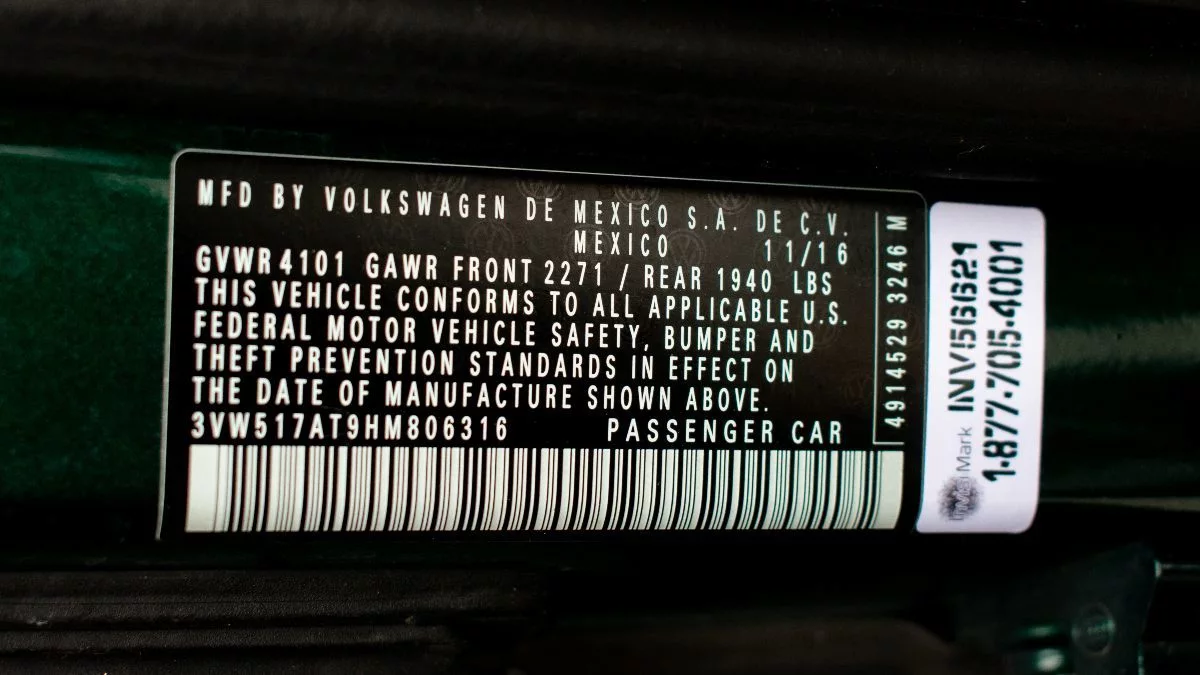 MFD BY VOLKSWAGEN DE MEXICO S.A. DE C.V.
MEXICO 11/16
GVWR 4101 GAWR FRONT 2271 / REAR 1940 LBS
THIS VEHICLE CONFORMS TO ALL APPLICABLE U.S.
FEDERAL MOTOR VEHICLE SAFETY, BUMPER AND
THEFT PREVENTION STANDARDS IN EFFECT ON
THE DATE OF MANUFACTURE SHOWN ABOVE.
3VW517AT9HM806316 PASSENGER CAR
4914529 3246 M
InvisiMark INV566621
1-877-705-4001